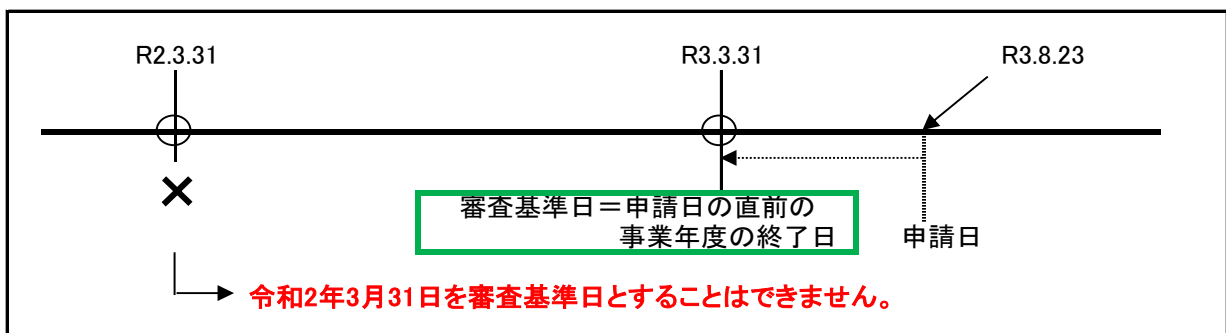 R2.3.31
R3.3.31
R3.8.23
審査基準日＝申請日の直前の
事業年度の終了日
申請日
令和2年3月31日を審査基準日とすることはできません。